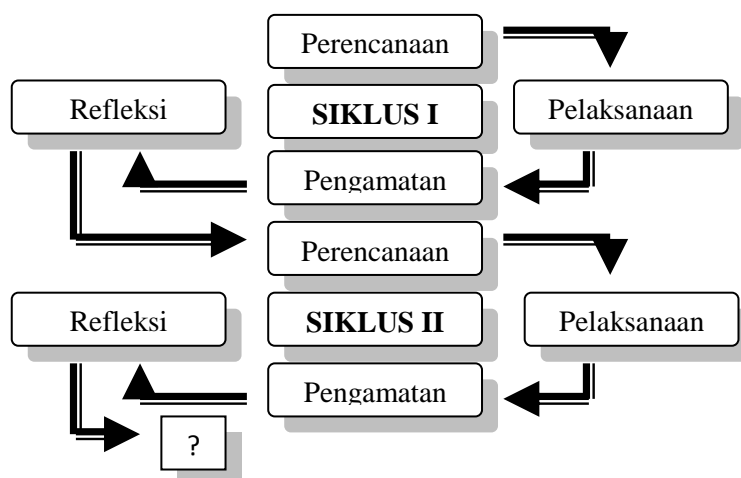 Perencanaan
Refleksi
SIKLUS I
Pelaksanaan
Pengamatan
Perencanaan
Refleksi
SIKLUS II
Pelaksanaan
Pengamatan
?